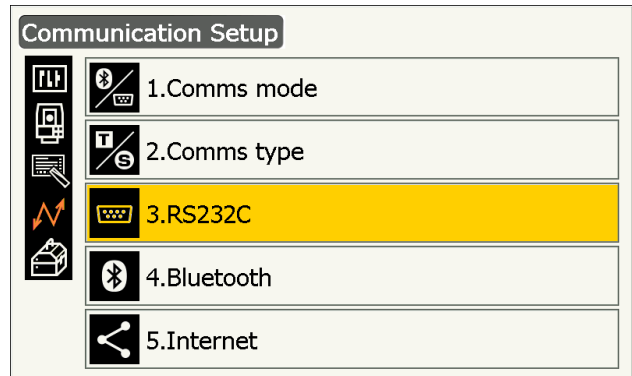 Communication Setup
1.Comms mode
T
S
2.Comms type
3.RS232C
4.Bluetooth
5.Internet